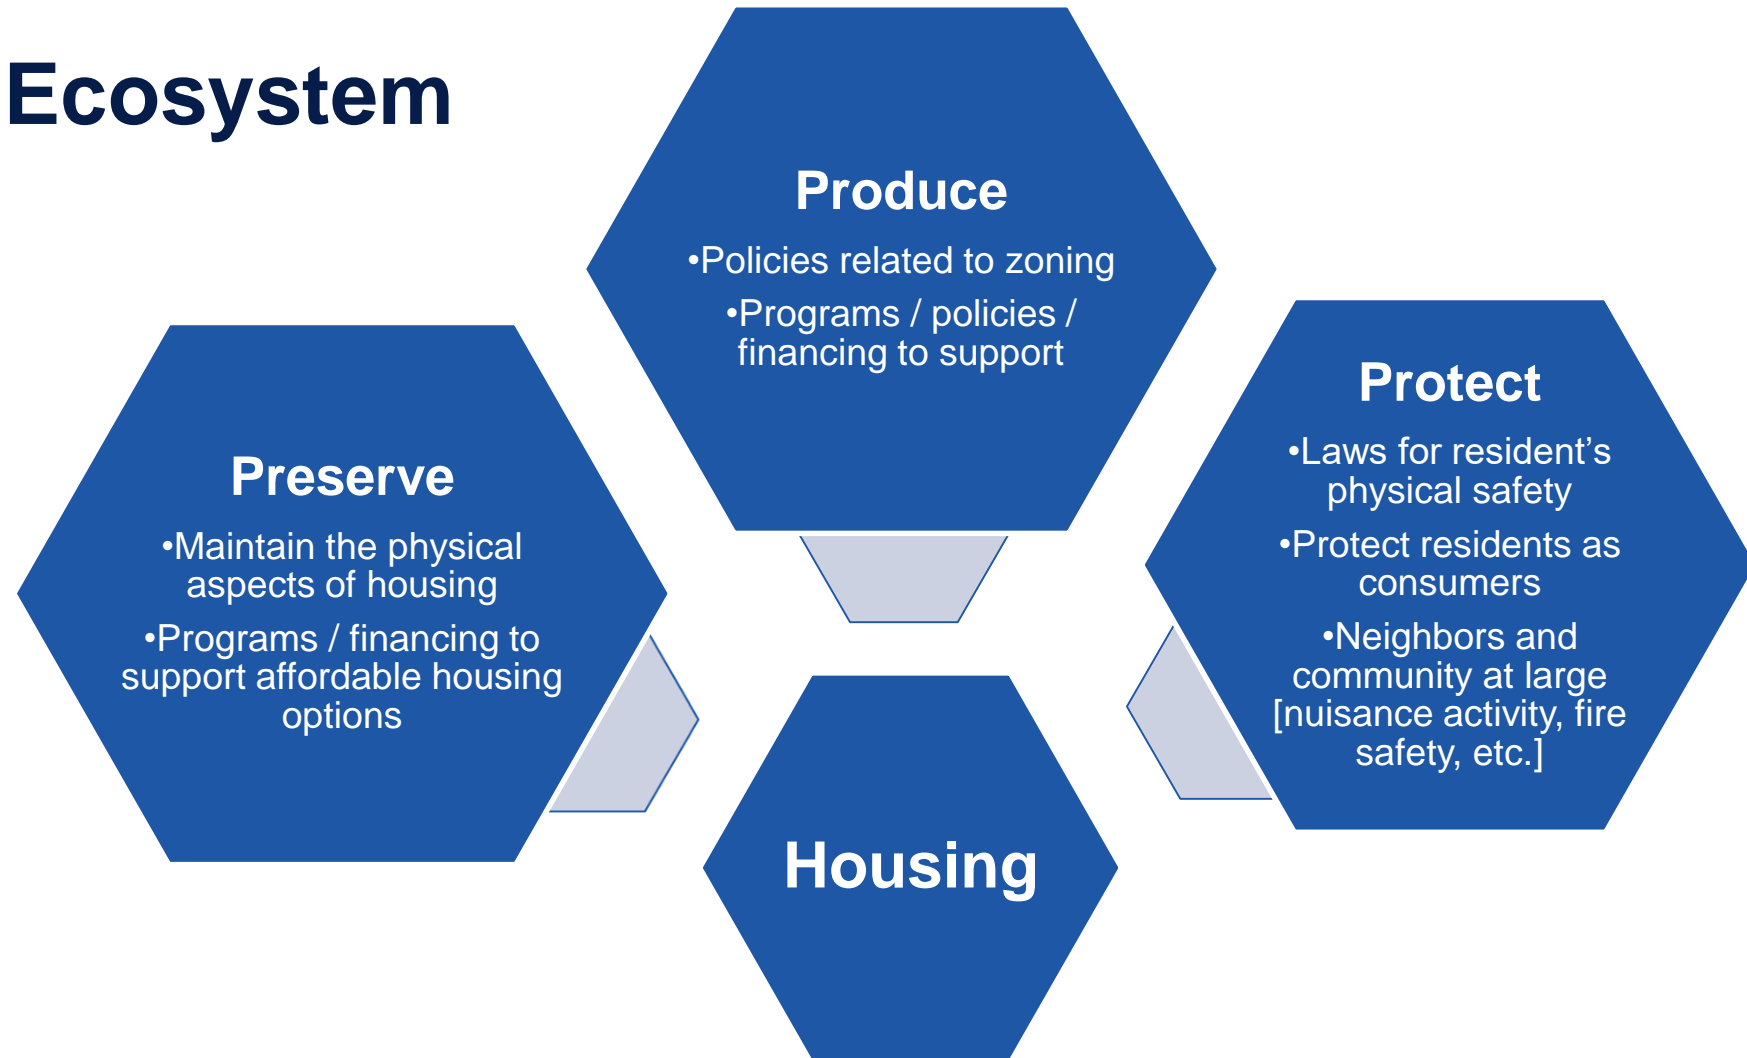 Ecosystem
Produce
•Policies related to zoning
•Programs / policies /
financing to support
Preserve
•Maintain the physical
aspects of housing
•Programs / financing to
support affordable housing
options
Protect
•Laws for resident’s
physical safety
•Protect residents as
consumers
•Neighbors and
community at large
[nuisance activity, fire
safety, etc.]
Housing